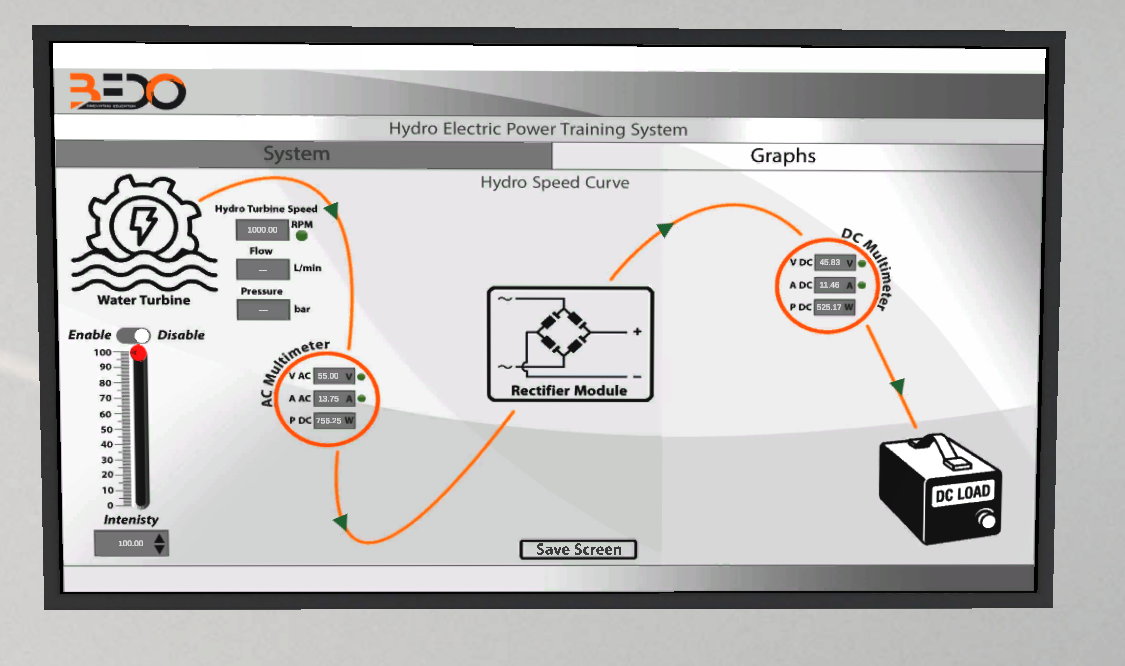 BEDO
INNOVATIVE EDUCATION
Hydro Electric Power Training System
System
Graphs
Hydro Speed Curve
Hydro Turbine Speed
1000.00 RPM
Flow
— L/min
Pressure
— bar
Water Turbine
Enable Disable
100
90
80
70
60
50
40
30
20
10
0
Intenisty
100.00
AC Multimeter
V AC 55.00 V
A AC 13.75 A
P DC 756.25 W
Rectifier Module
+
−
DC Multimeter
V DC 45.83 V
A DC 11.46 A
P DC 525.17 W
DC LOAD
Save Screen